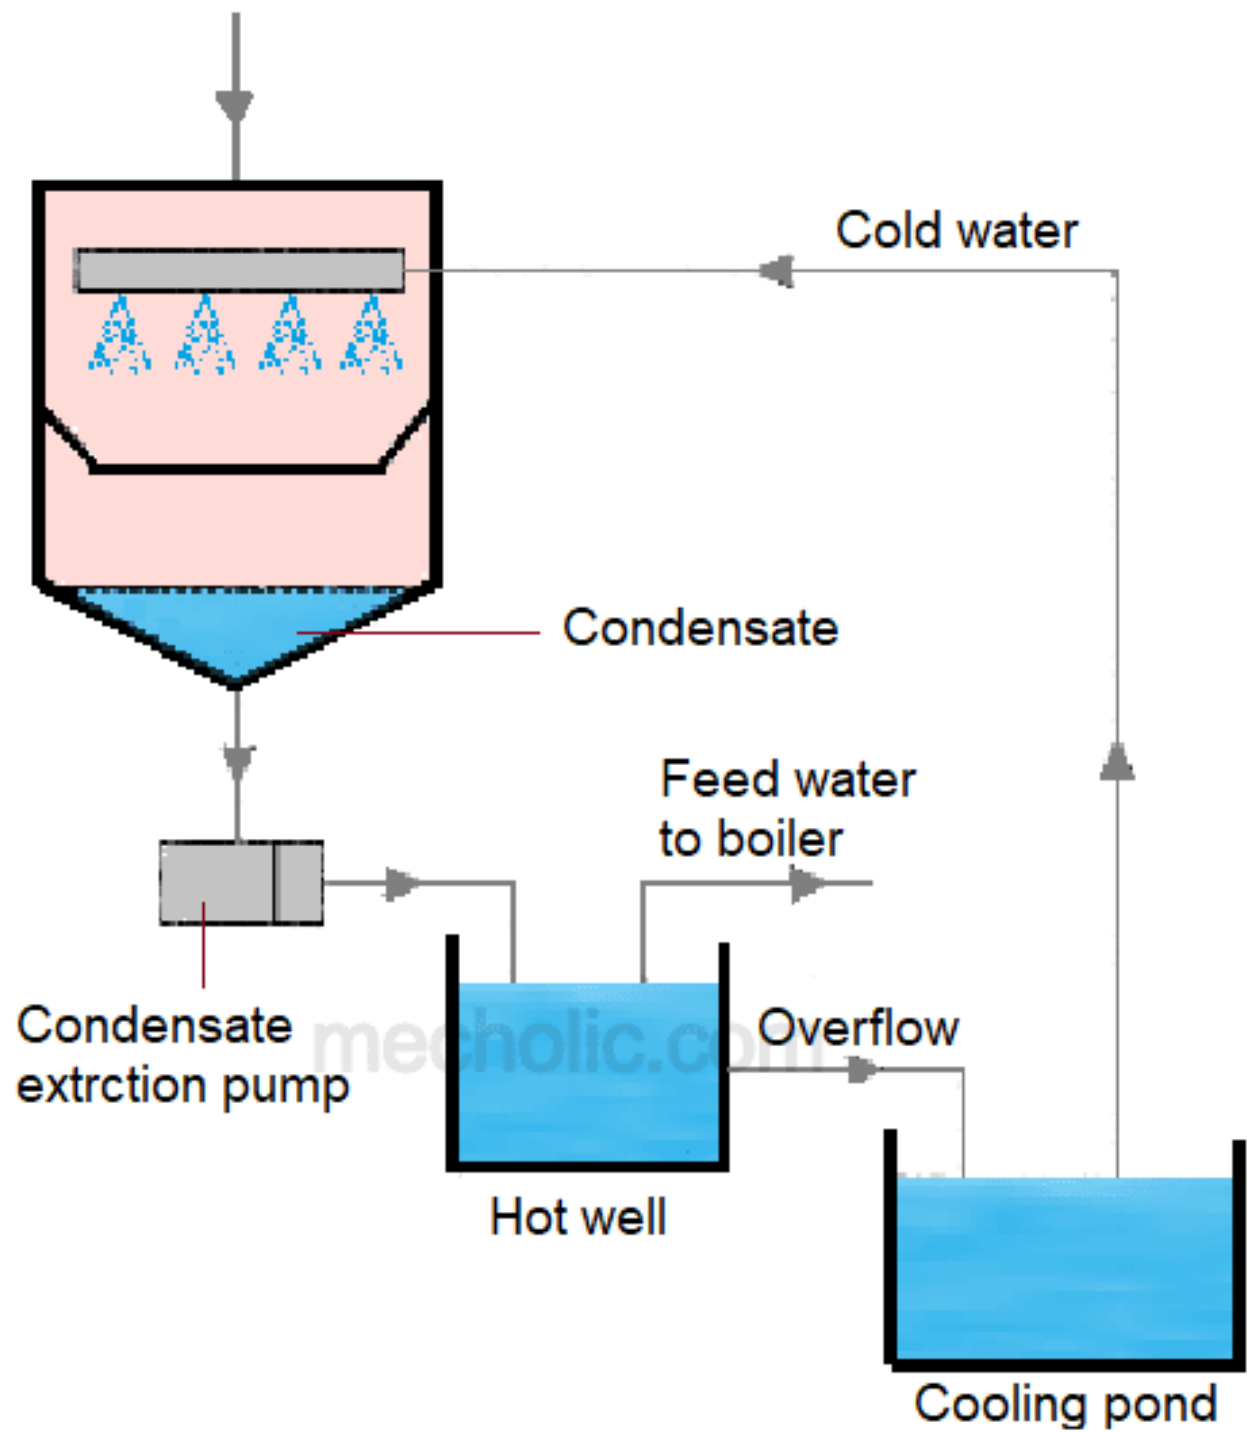 Cold water
Condensate
Feed water
to boiler
Condensate
extrction pump
mecholic.com
Overflow
Hot well
Cooling pond